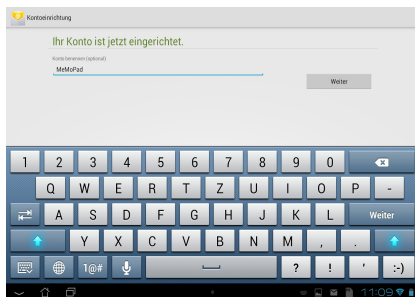 Kontoeinrichtung
Ihr Konto ist jetzt eingerichtet.
Konto benennen (optional)
MeMoPad
Weiter
1 2 3 4 5 6 7 8 9 0
Q W E R T Z U I O P -
A S D F G H J K L Weiter
Y X C V B N M , .
1@# ? ! ' :-)
11:09